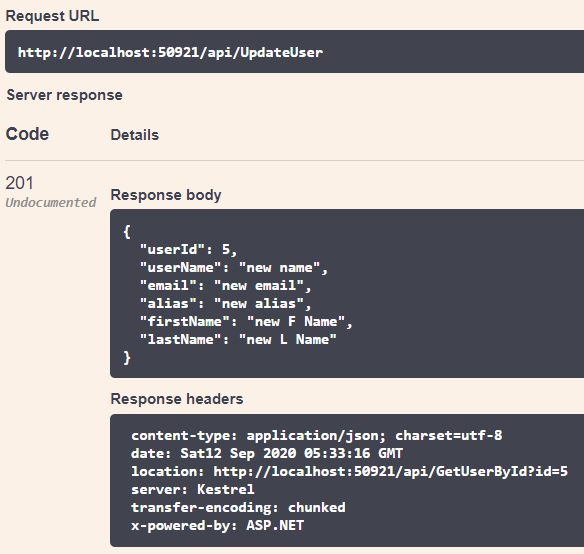 Request URL
http://localhost:50921/api/UpdateUser
Server response
Code Details
201
Undocumented
Response body
{
"userId": 5,
"userName": "new name",
"email": "new email",
"alias": "new alias",
"firstName": "new F Name",
"lastName": "new L Name"
}
Response headers
content-type: application/json; charset=utf-8
date: Sat12 Sep 2020 05:33:16 GMT
location: http://localhost:50921/api/GetUserById?id=5
server: Kestrel
transfer-encoding: chunked
x-powered-by: ASP.NET